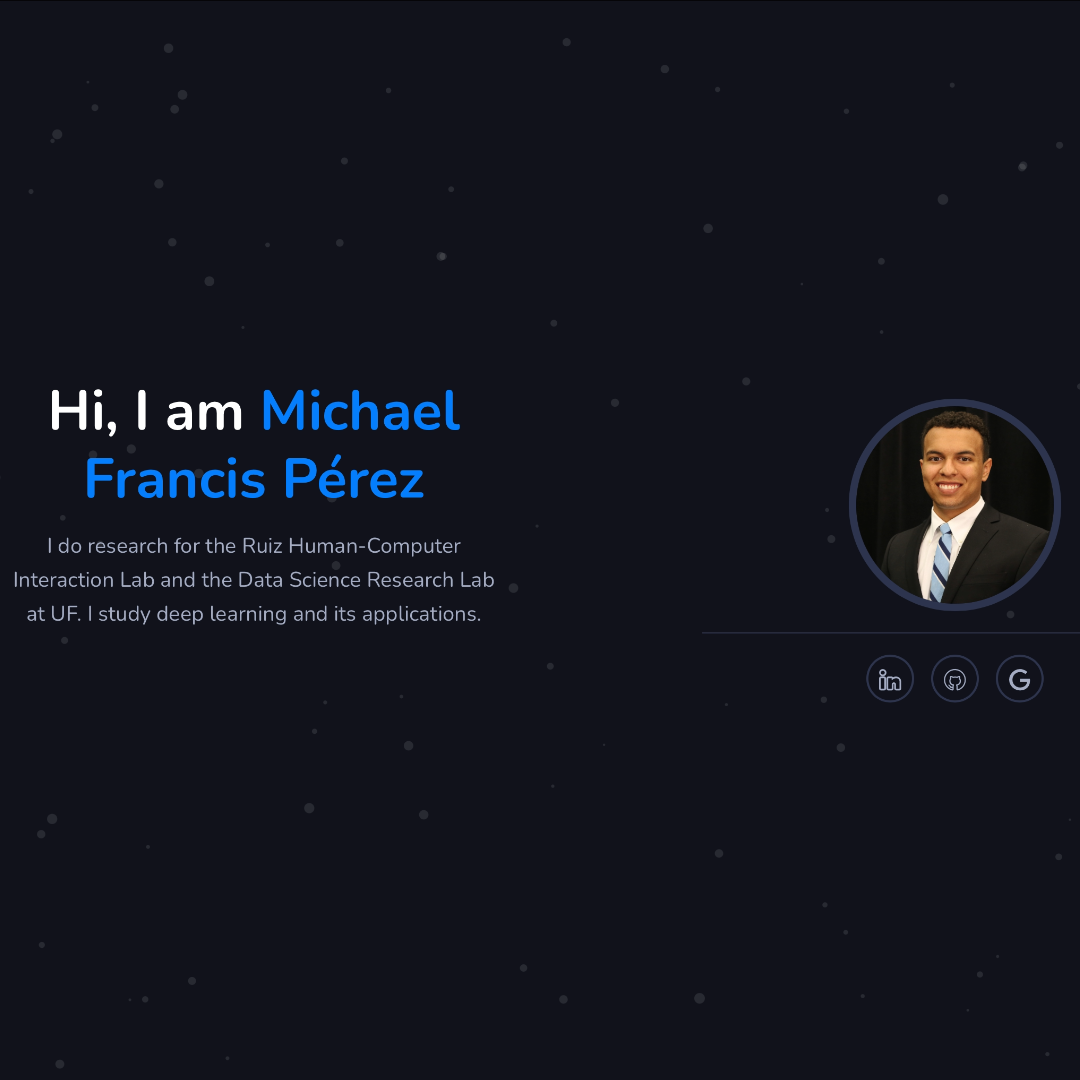 Hi, I am Michael
Francis Pérez
I do research for the Ruiz Human-Computer
Interaction Lab and the Data Science Research Lab
at UF. I study deep learning and its applications.
in
G